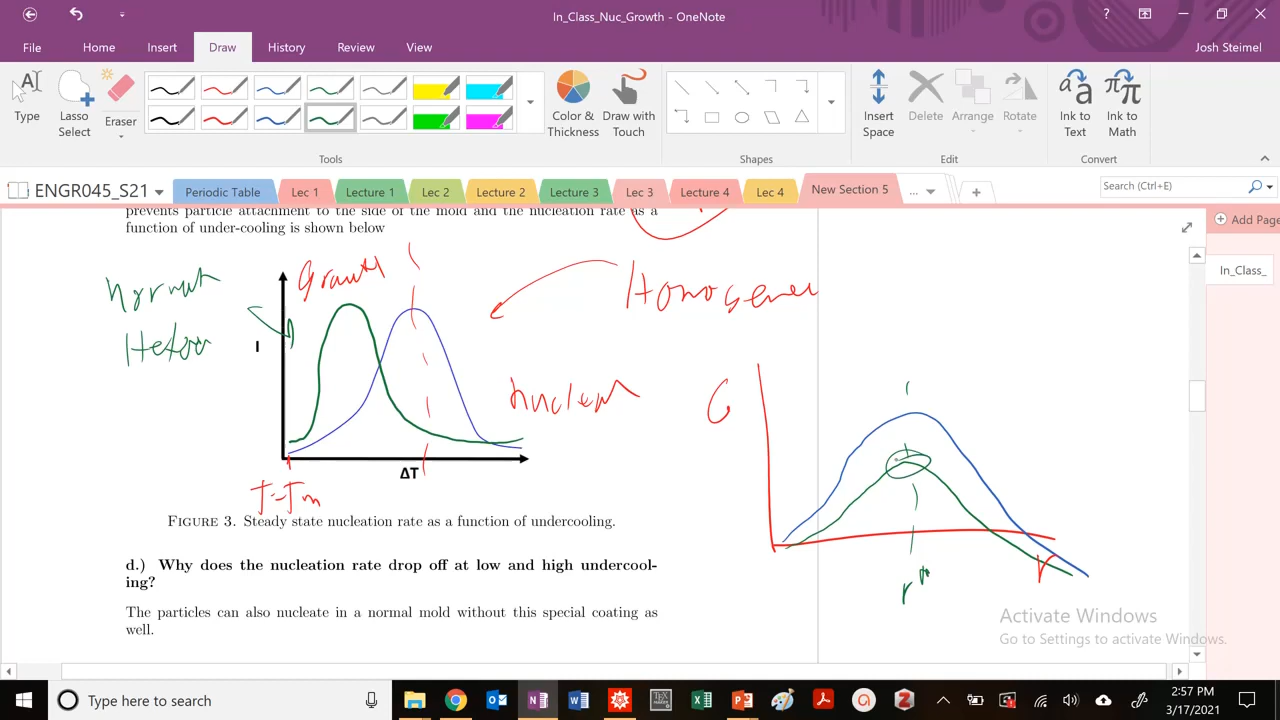 In_Class_Nuc_Growth - OneNote
Josh Steimel
File Home Insert Draw History Review View
Type Lasso Select Eraser Color & Thickness Draw with Touch Insert Space Delete Arrange Rotate Ink to Text Ink to Math
Tools Shapes Edit Convert
ENGR045_S21 Periodic Table Lec 1 Lecture 1 Lec 2 Lecture 2 Lecture 3 Lec 3 Lecture 4 Lec 4 New Section 5 ... Search (Ctrl+E)
Add Page
In_Class_
prevents particle attachment to the side of the mold and the nucleation rate as a
function of under-cooling is shown below
growth
I
ΔT
T=Tm
G
r
r*
FIGURE 3. Steady state nucleation rate as a function of undercooling.
d.) Why does the nucleation rate drop off at low and high undercool-
ing?
The particles can also nucleate in a normal mold without this special coating as
well.
Activate Windows
Go to Settings to activate Windows.
Type here to search
2:57 PM
3/17/2021